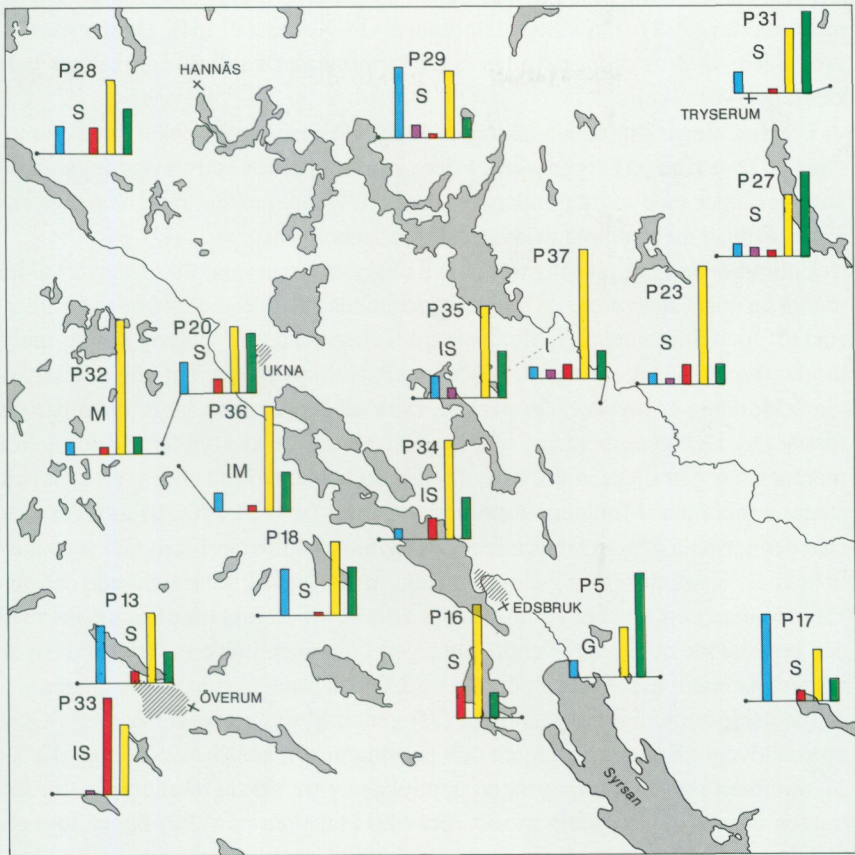 P31
S
TRYSERUM
P28
S
HANNÄS
P29
S
P27
S
P37
I
P23
S
P35
IS
P20
S
UKNA
P32
M
P36
IM
P34
IS
P18
S
P13
S
EDSBRUK
P16
S
P5
G
P17
S
ÖVERUM
P33
IS
Syrsan